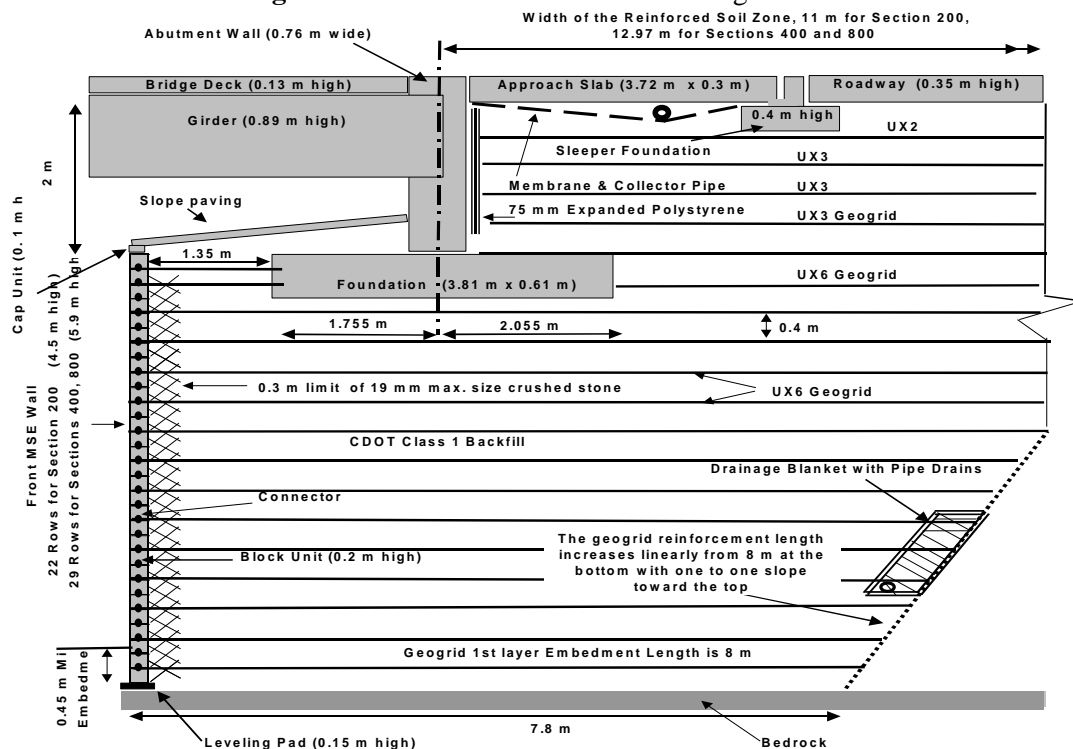 Width of the Reinforced Soil Zone, 11 m for Section 200,
12.97 m for Sections 400 and 800
Abutment Wall (0.76 m wide)
Bridge Deck (0.13 m high)
Approach Slab (3.72 m x 0.3 m)
Roadway (0.35 m high)
Girder (0.89 m high)
0.4 m high
UX2
Sleeper Foundation
UX3
2 m
Membrane & Collector Pipe
UX3
Slope paving
75 mm Expanded Polystyrene
UX3 Geogrid
Cap Unit (0.1 m h
1.35 m
UX6 Geogrid
Foundation (3.81 m x 0.61 m)
1.755 m
2.055 m
0.4 m
0.3 m limit of 19 mm max. size crushed stone
UX6 Geogrid
Front MSE Wall
22 Rows for Section 200 (4.5 m high)
29 Rows for Sections 400, 800 (5.9 m high
CDOT Class 1 Backfill
Drainage Blanket with Pipe Drains
Connector
The geogrid reinforcement length
increases linearly from 8 m at the
bottom with one to one slope
toward the top
Block Unit (0.2 m high)
Geogrid 1st layer Embedment Length is 8 m
0.45 m Mi
Embedme
7.8 m
Leveling Pad (0.15 m high)
Bedrock